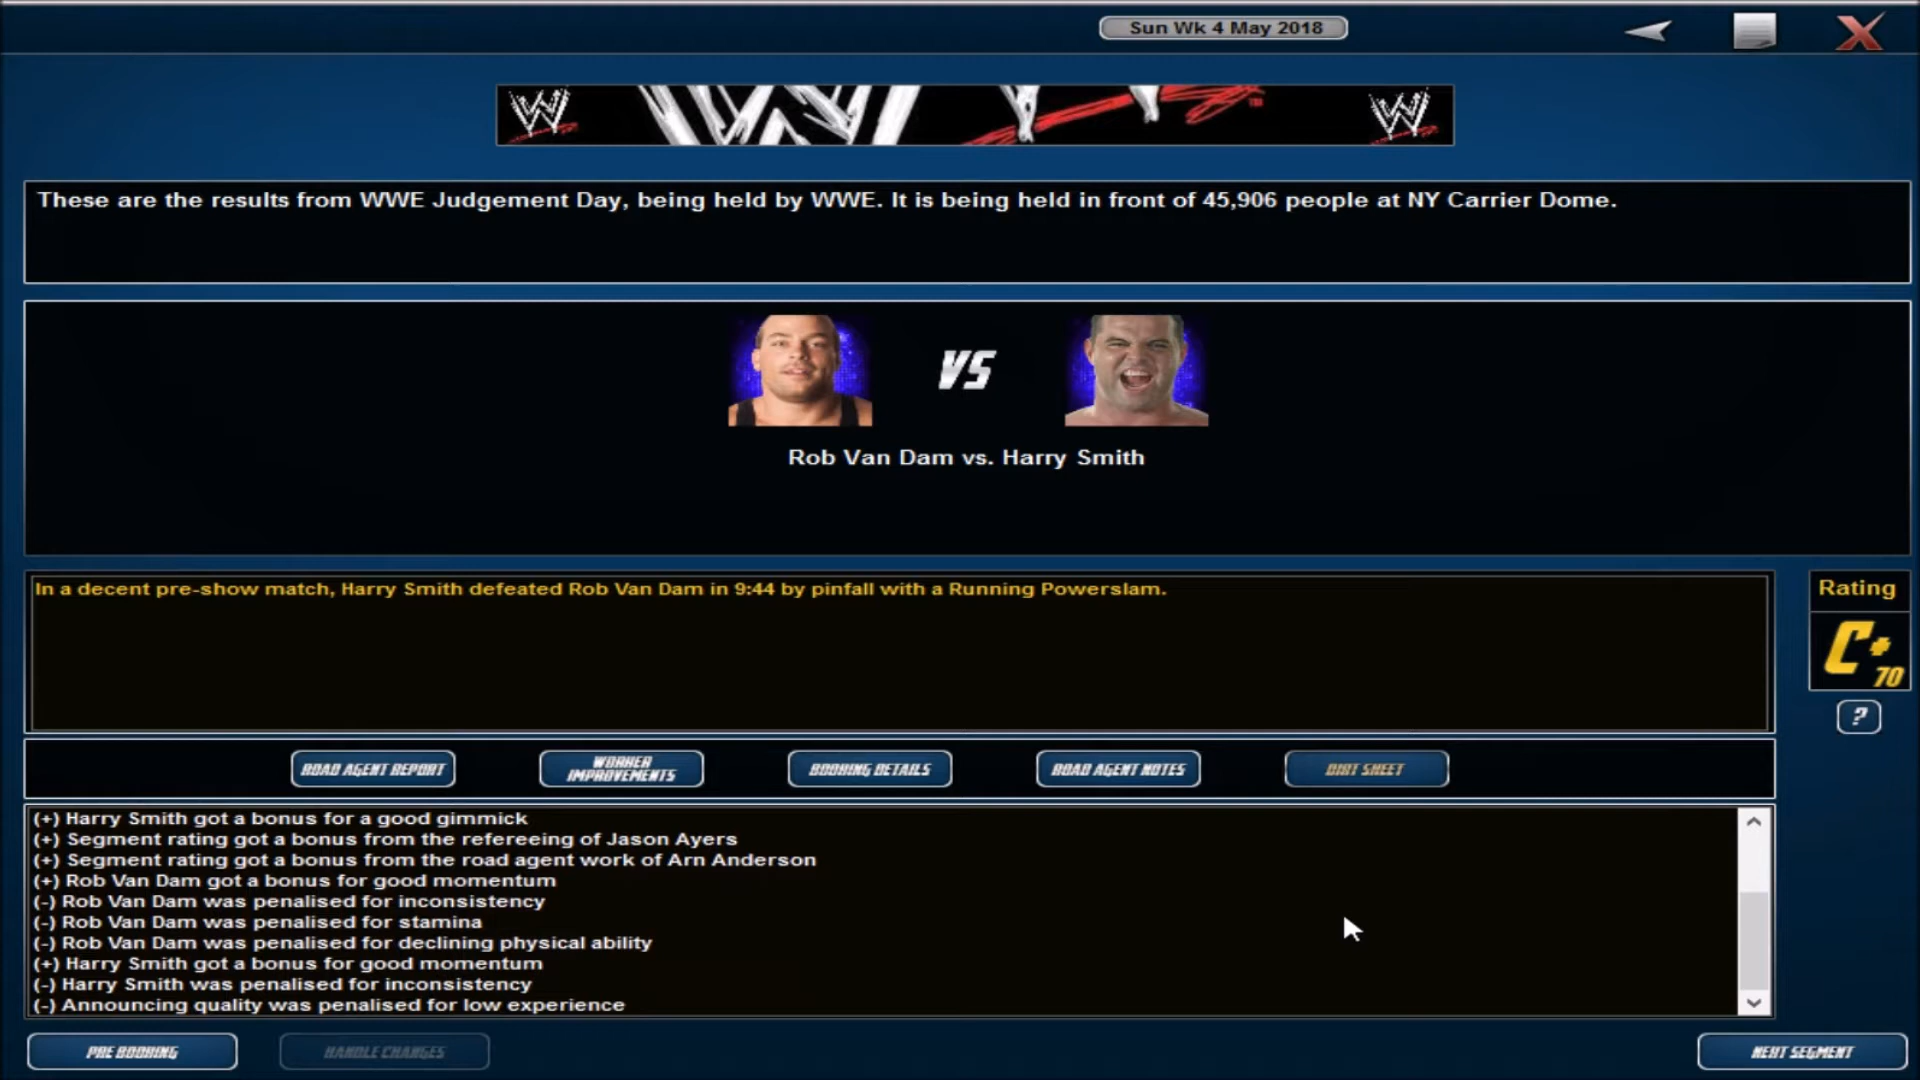 Sun Wk 4 May 2018
These are the results from WWE Judgement Day, being held by WWE. It is being held in front of 45,906 people at NY Carrier Dome.
VS
Rob Van Dam vs. Harry Smith
In a decent pre-show match, Harry Smith defeated Rob Van Dam in 9:44 by pinfall with a Running Powerslam.
Rating
C+
70
?
ROAD AGENT REPORT
WORKER IMPROVEMENTS
BOOKING DETAILS
ROAD AGENT NOTES
DIRT SHEET
(+) Harry Smith got a bonus for a good gimmick
(+) Segment rating got a bonus from the refereeing of Jason Ayers
(+) Segment rating got a bonus from the road agent work of Arn Anderson
(+) Rob Van Dam got a bonus for good momentum
(-) Rob Van Dam was penalised for inconsistency
(-) Rob Van Dam was penalised for stamina
(-) Rob Van Dam was penalised for declining physical ability
(+) Harry Smith got a bonus for good momentum
(-) Harry Smith was penalised for inconsistency
(-) Announcing quality was penalised for low experience
PRE BOOKING
HANDLE CHANGES
NEXT SEGMENT